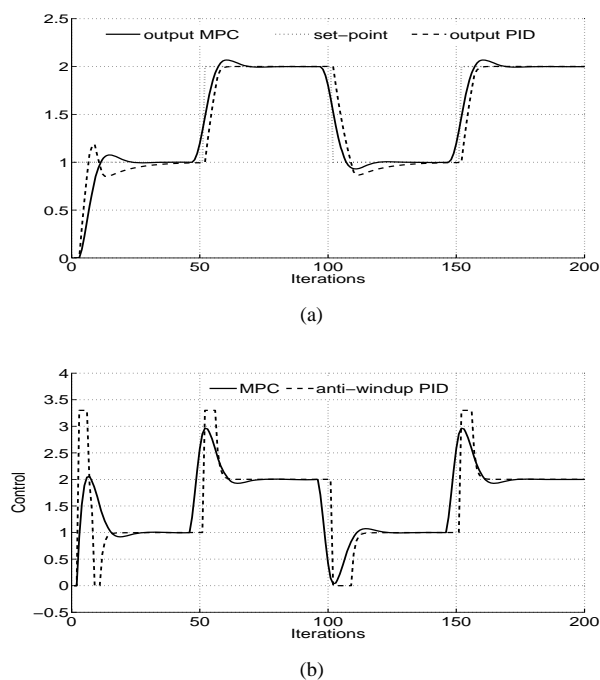 output MPC set-point output PID
2.5
2
1.5
1
0.5
0
0 50 100 150 200
Iterations
(a)
MPC anti-windup PID
4
3.5
3
2.5
2
1.5
1
0.5
0
−0.5
Control
0 50 100 150 200
Iterations
(b)